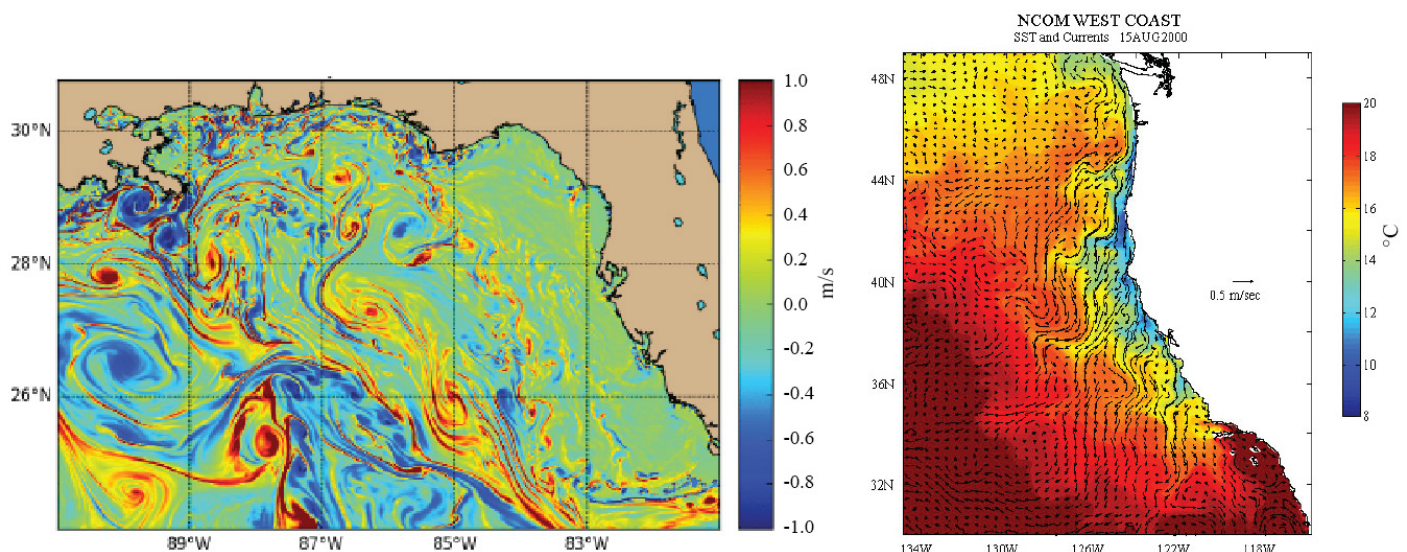 30°N
28°N
26°N
89°W 87°W 85°W 83°W
1.0
0.8
0.6
0.4
0.2
0.0
-0.2
-0.4
-0.6
-0.8
-1.0
m/s
NCOM WEST COAST
SST and Currents 15AUG2000
48N
44N
40N
36N
32N
134W 130W 126W 122W 118W
0.5 m/sec
20
18
16
14
12
10
8
°C